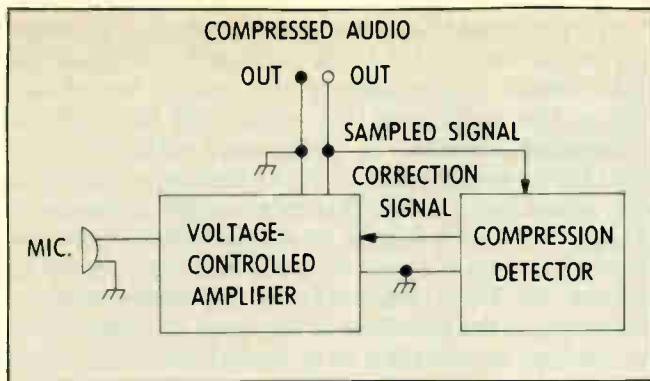 COMPRESSED AUDIO
OUT OUT
SAMPLED SIGNAL
CORRECTION
SIGNAL
MIC.
VOLTAGE-
CONTROLLED
AMPLIFIER
COMPRESSION
DETECTOR